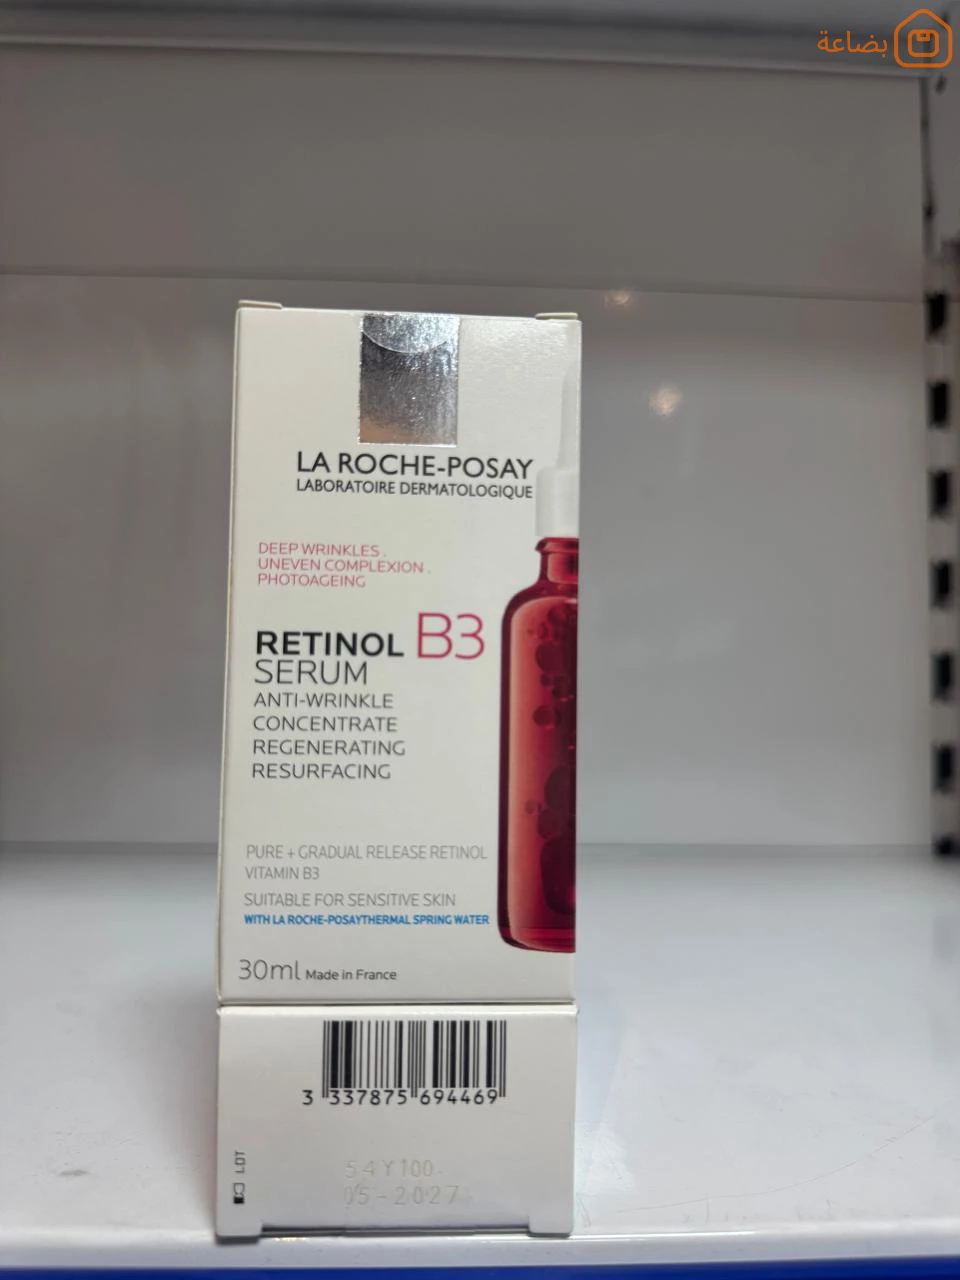 بضاعة
LA ROCHE-POSAY
LABORATOIRE DERMATOLOGIQUE
DEEP WRINKLES .
UNEVEN COMPLEXION .
PHOTOAGEING
RETINOL B3
SERUM
ANTI-WRINKLE
CONCENTRATE
REGENERATING
RESURFACING
PURE + GRADUAL RELEASE RETINOL
VITAMIN B3
SUITABLE FOR SENSITIVE SKIN
WITH LA ROCHE-POSAYTHERMAL SPRING WATER
30ml Made in France
3 337875 694469
LOT
54Y100
05-2027